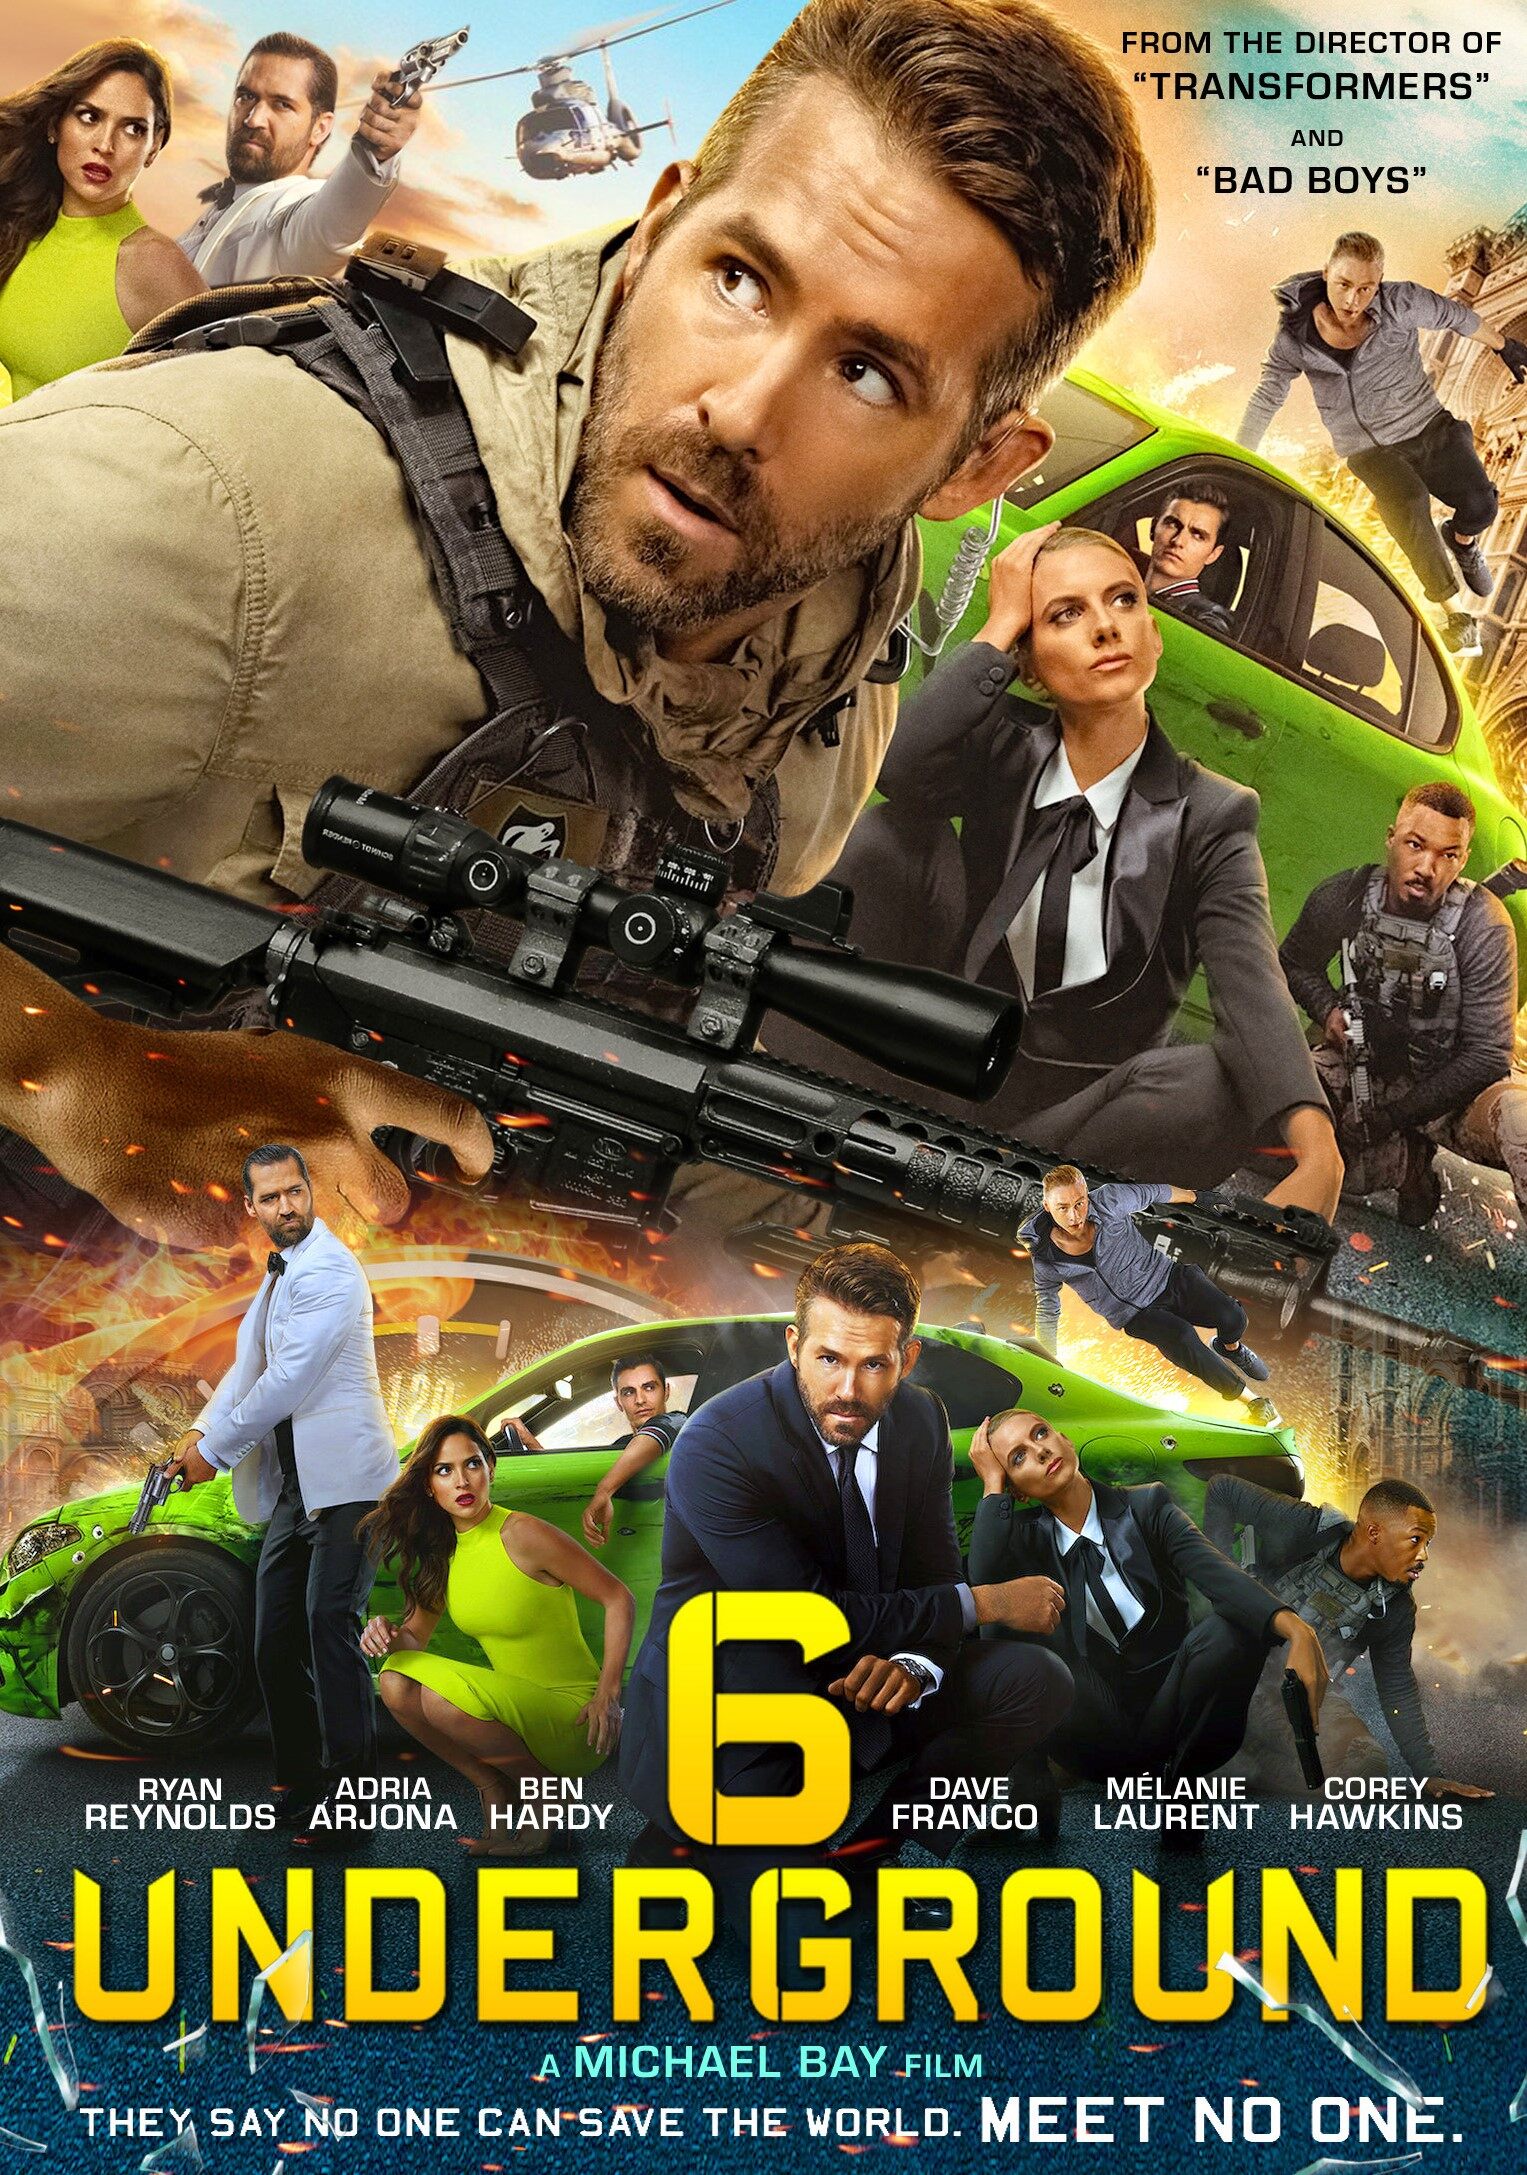 FROM THE DIRECTOR OF
“TRANSFORMERS”
AND
“BAD BOYS”
RYAN REYNOLDS
ADRIA ARJONA
BEN HARDY
DAVE FRANCO
MÉLANIE LAURENT
COREY HAWKINS
6
UNDERGROUND
A MICHAEL BAY FILM
THEY SAY NO ONE CAN SAVE THE WORLD. MEET NO ONE.